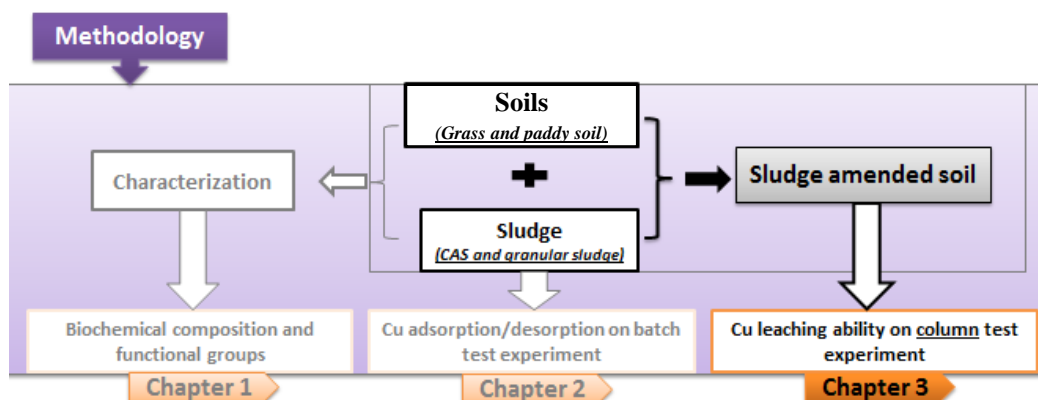 Methodology
Soils
(Grass and paddy soil)
Characterization
Sludge amended soil
Sludge
(CAS and granular sludge)
Biochemical composition and
functional groups
Cu adsorption/desorption on batch
test experiment
Cu leaching ability on column test
experiment
Chapter 1
Chapter 2
Chapter 3